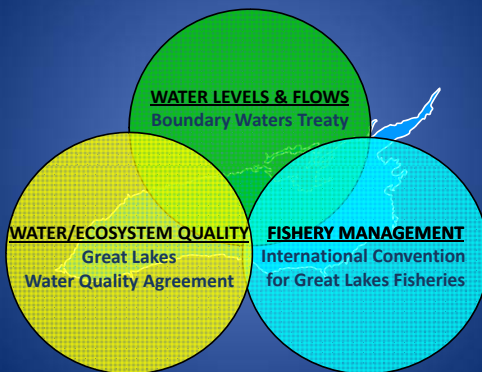 WATER LEVELS & FLOWS
Boundary Waters Treaty
WATER/ECOSYSTEM QUALITY
Great Lakes
Water Quality Agreement
FISHERY MANAGEMENT
International Convention
for Great Lakes Fisheries